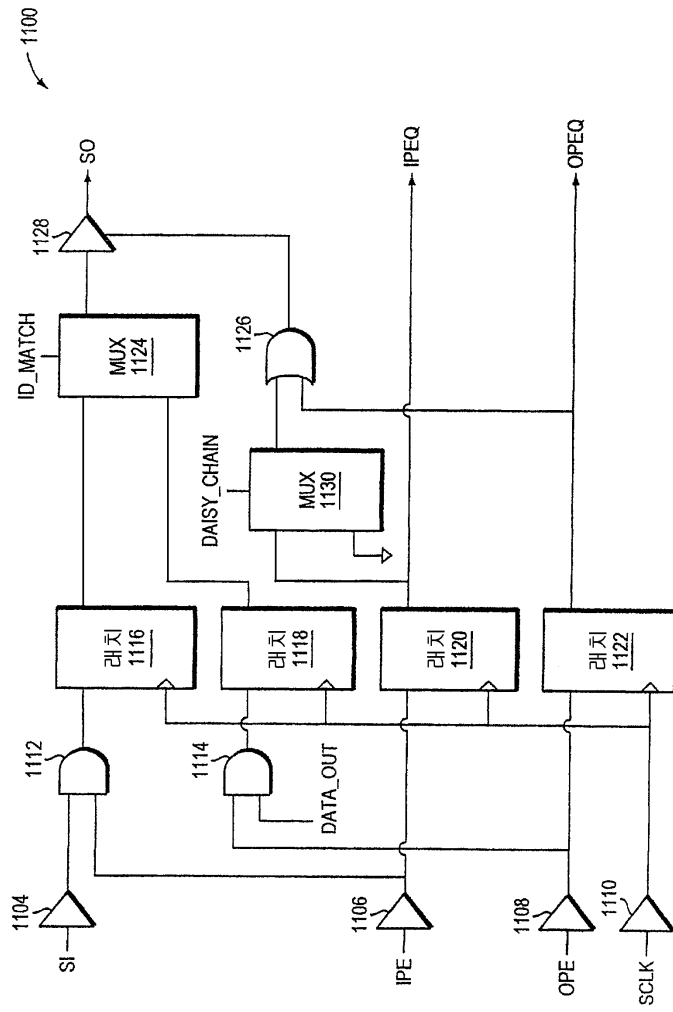 1100
SI
1104
1112
래치
1116
MUX
1124
ID_MATCH
1128
SO
1114
DATA_OUT
래치
1118
DAISY_CHAIN
MUX
1130
1126
IPE
1106
래치
1120
IPEQ
OPE
1108
래치
1122
OPEQ
SCLK
1110